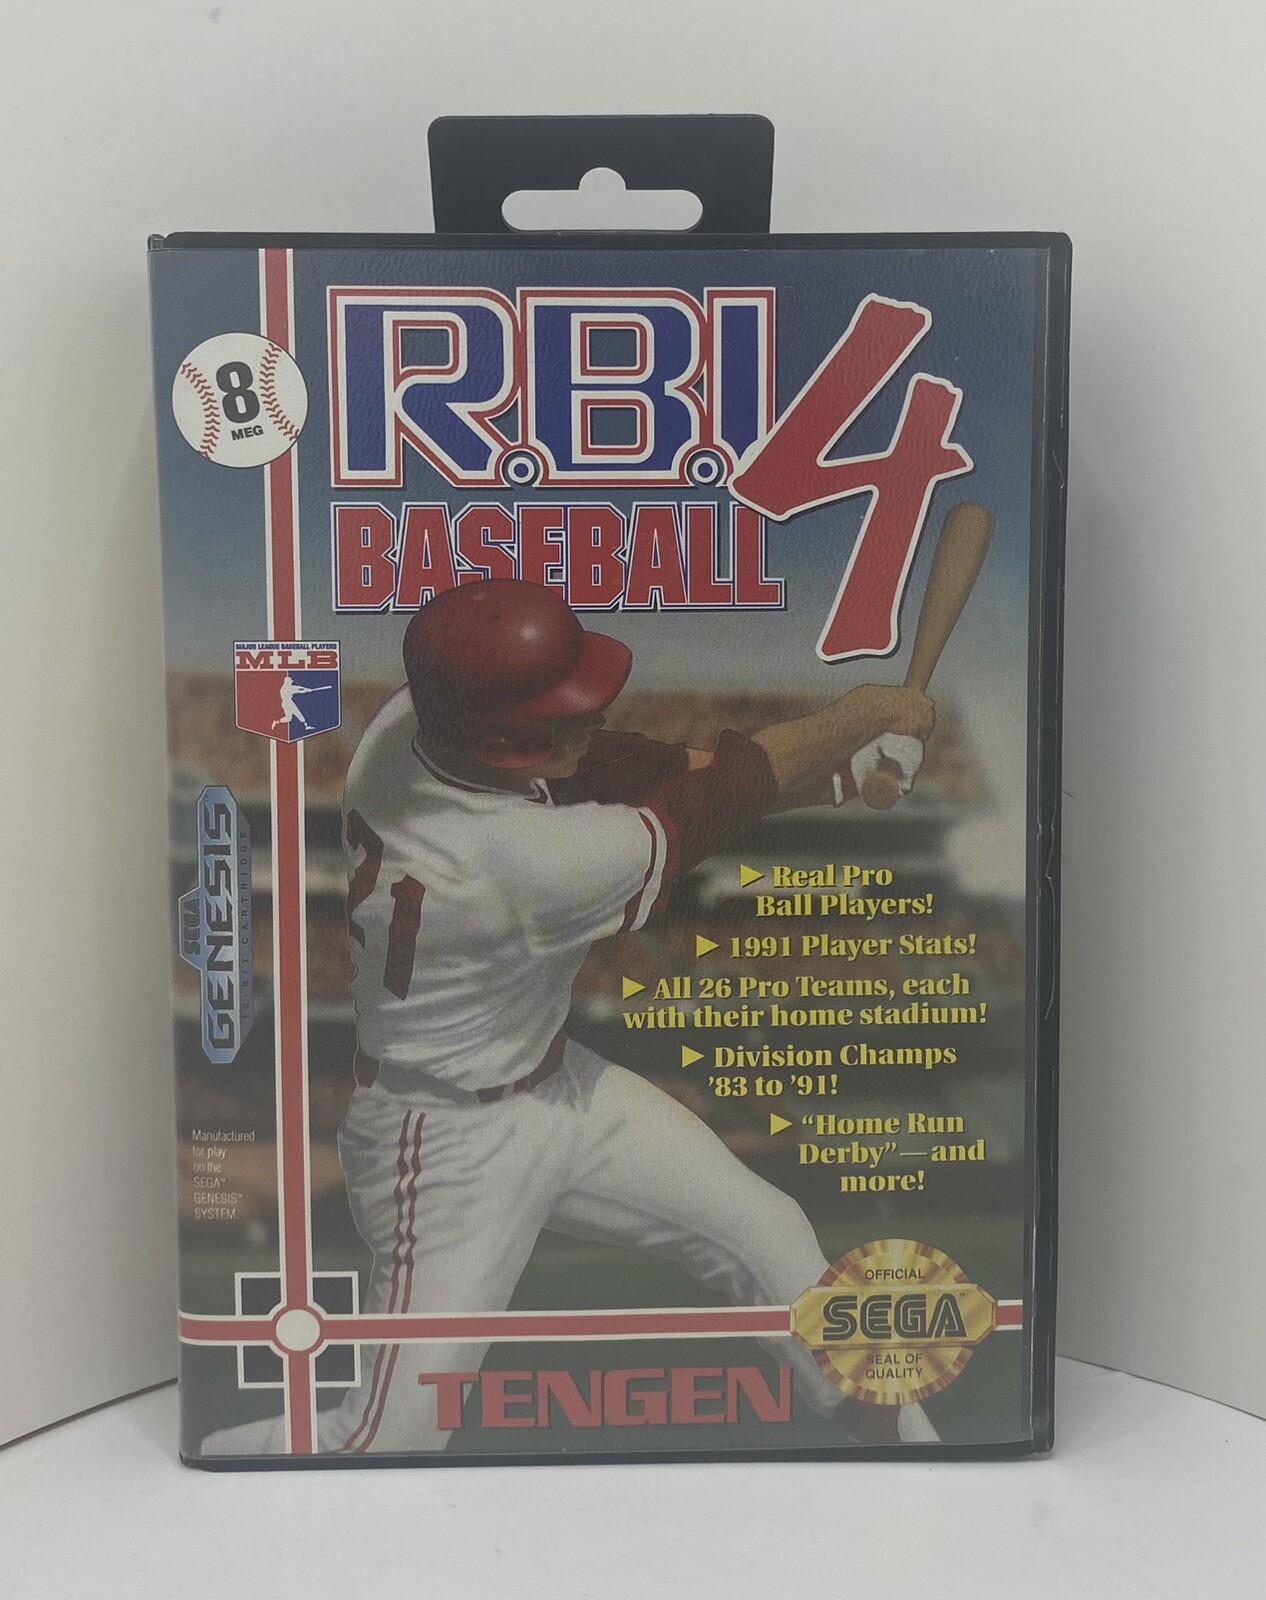 R.B.I. 4
BASEBALL
8
MEG
MAJOR LEAGUE BASEBALL PLAYERS
MLB
SEGA
GENESIS
16-BIT CARTRIDGE
21
▶ Real Pro
Ball Players!
▶ 1991 Player Stats!
▶ All 26 Pro Teams, each
with their home stadium!
▶ Division Champs
'83 to '91!
▶ "Home Run
Derby"—and
more!
Manufactured
for play
on the
SEGA™
GENESIS™
SYSTEM.
OFFICIAL
SEGA™
SEAL OF
QUALITY
TENGEN